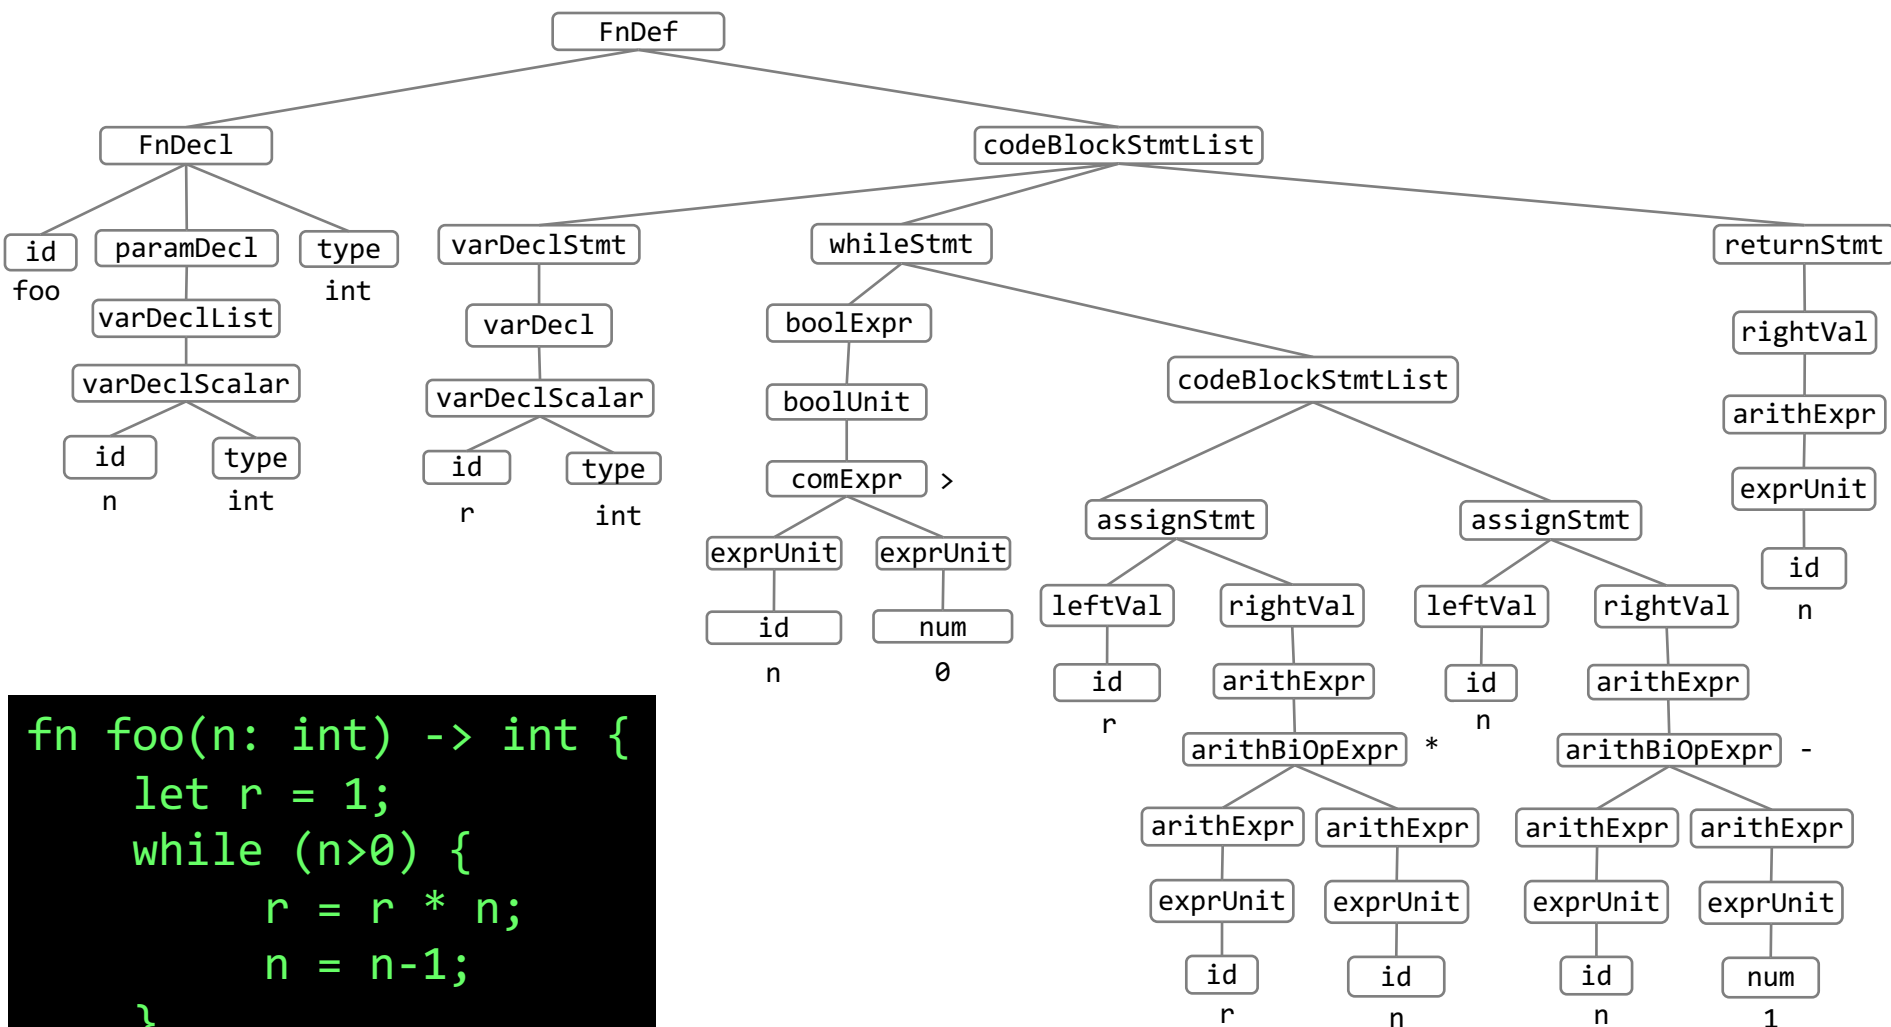 FnDef
FnDecl codeBlockStmtList
id paramDecl type varDeclStmt whileStmt returnStmt
foo int
varDeclList varDecl boolExpr rightVal
varDeclScalar varDeclScalar boolUnit codeBlockStmtList arithExpr
id type id type comExpr > exprUnit
n int r int
assignStmt assignStmt
exprUnit exprUnit id
leftVal rightVal leftVal rightVal n
id num
n 0 id arithExpr id arithExpr
r n
arithBiOpExpr * arithBiOpExpr -
arithExpr arithExpr arithExpr arithExpr
exprUnit exprUnit exprUnit exprUnit
id id id num
r n n 1
fn foo(n: int) -> int {
let r = 1;
while (n>0) {
r = r * n;
n = n-1;
}